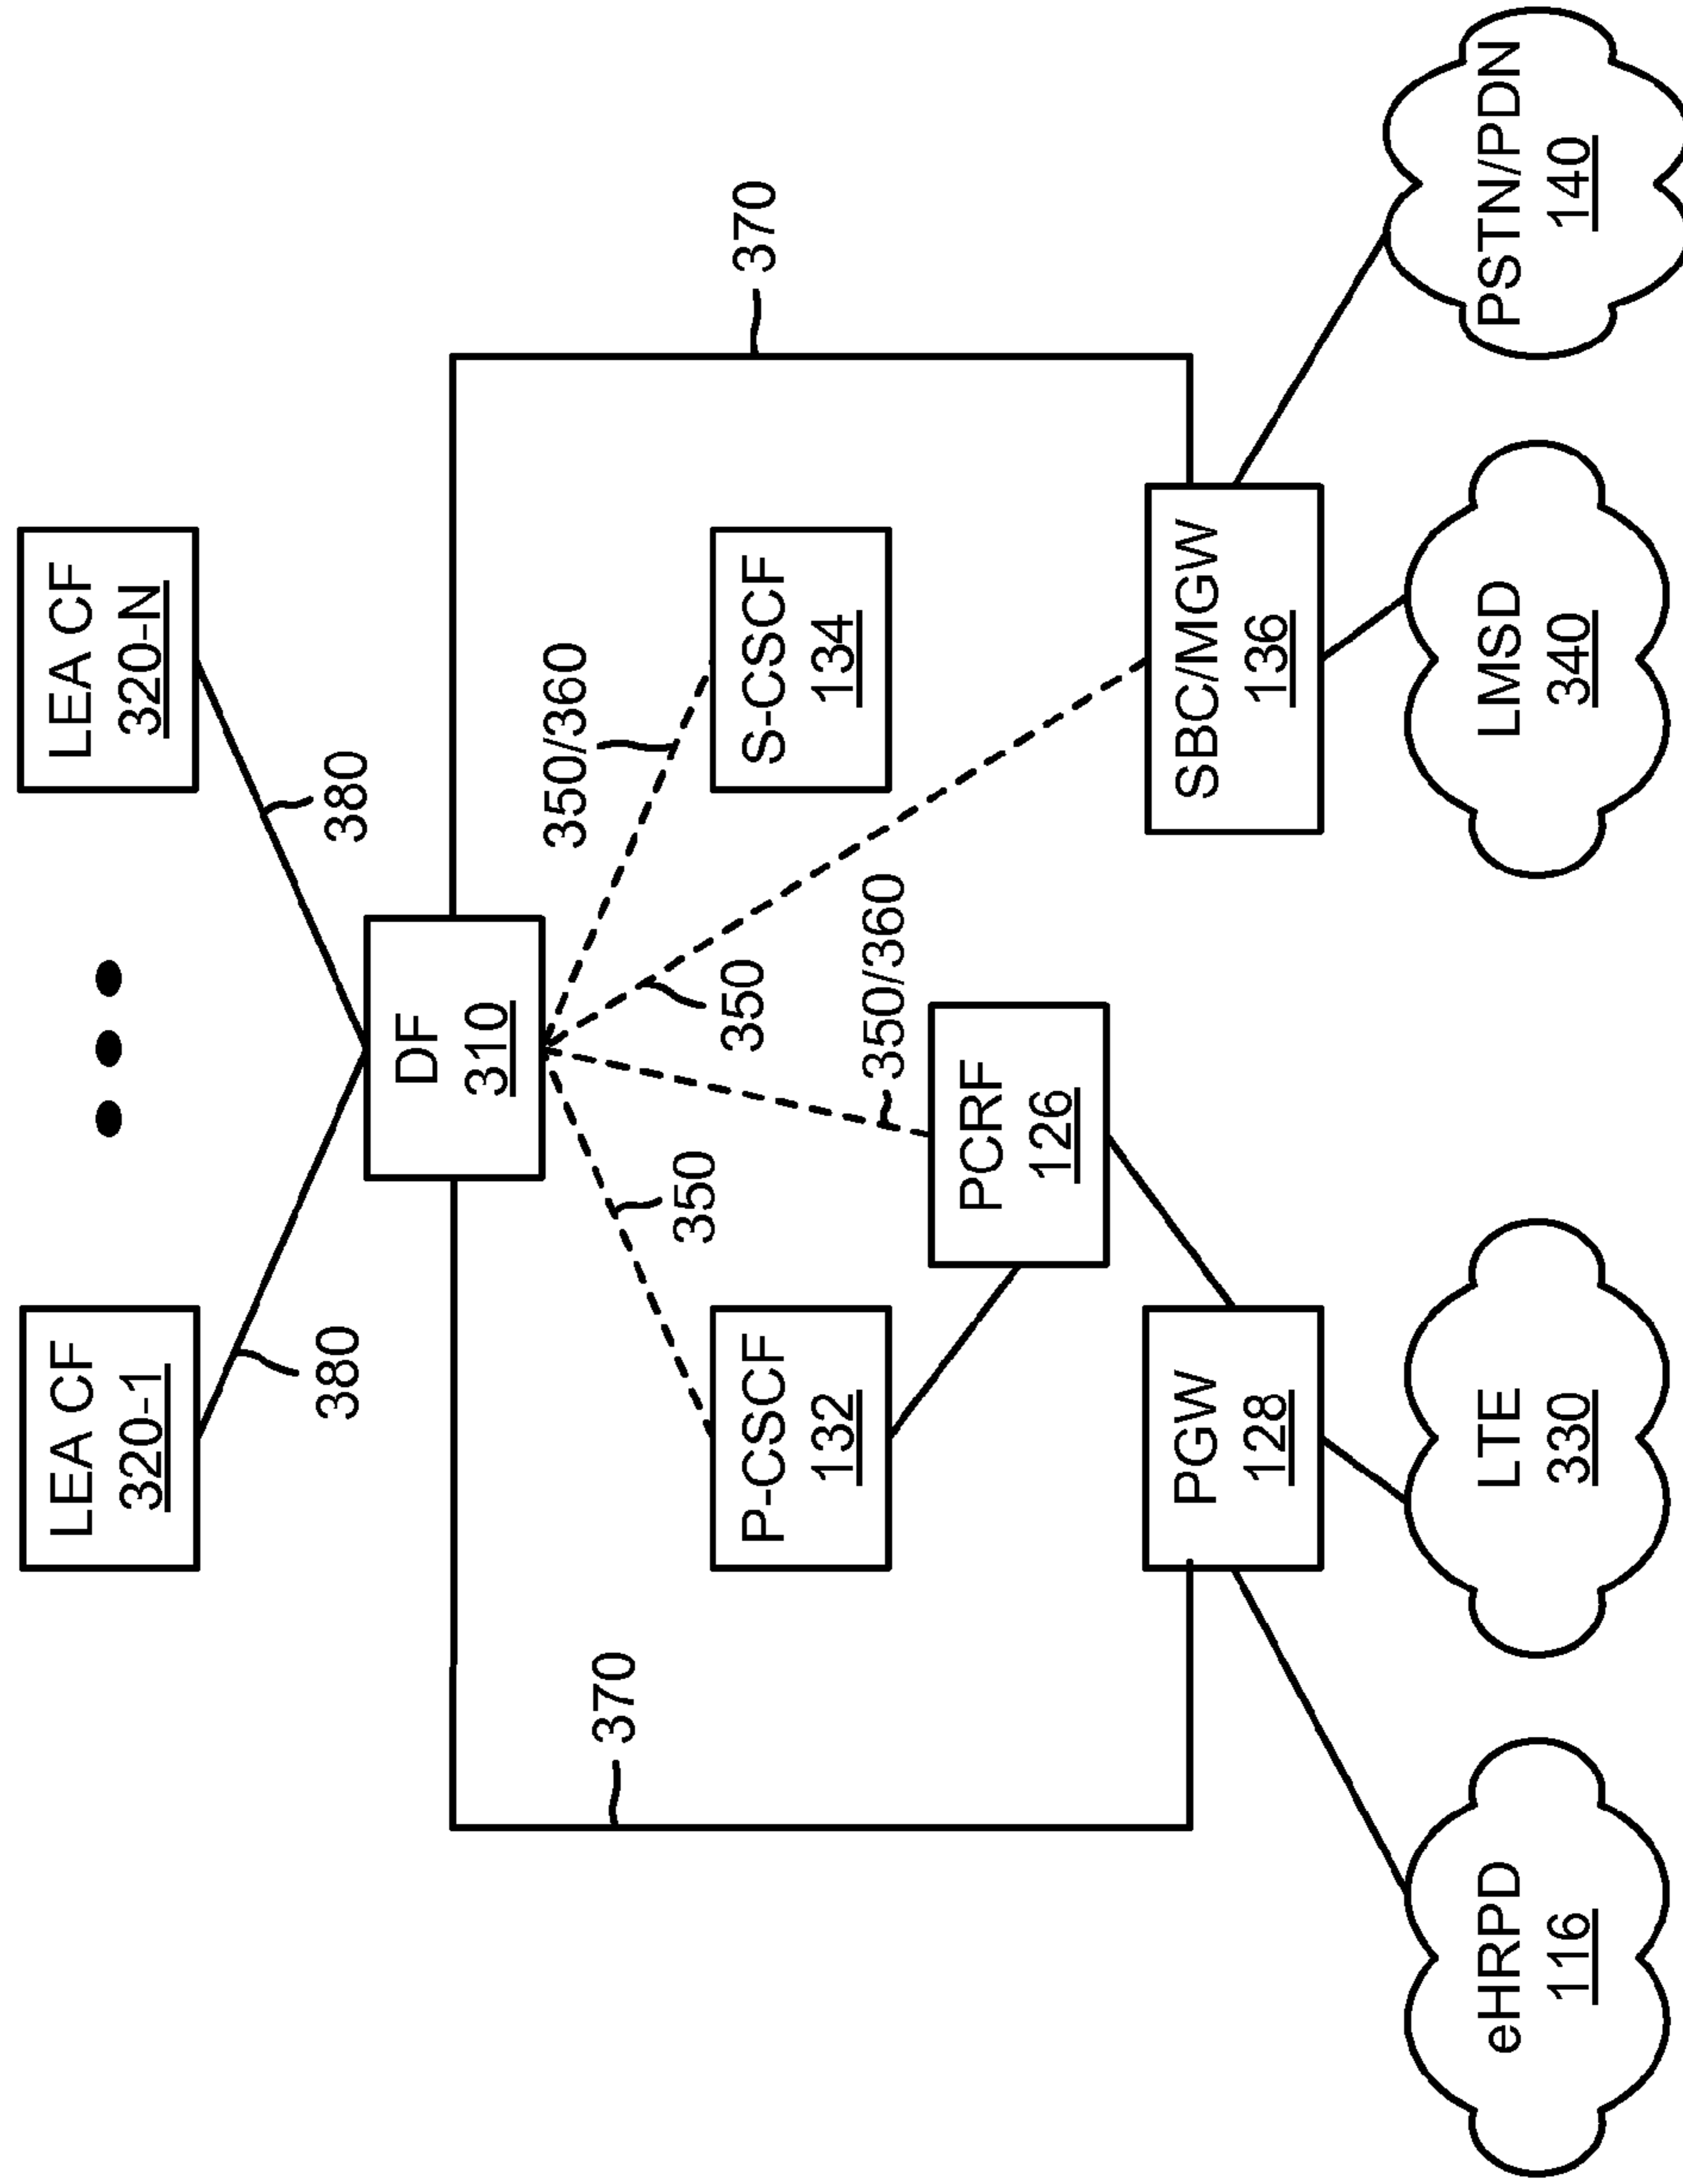 LEA CF
320-1
LEA CF
320-N
380
380
DF
310
370
370
350
350/360
350
350/360
P-CSCF
132
S-CSCF
134
PCRF
126
PGW
128
SBC/MGW
136
eHRPD
116
LTE
330
LMSD
340
PSTN/PDN
140